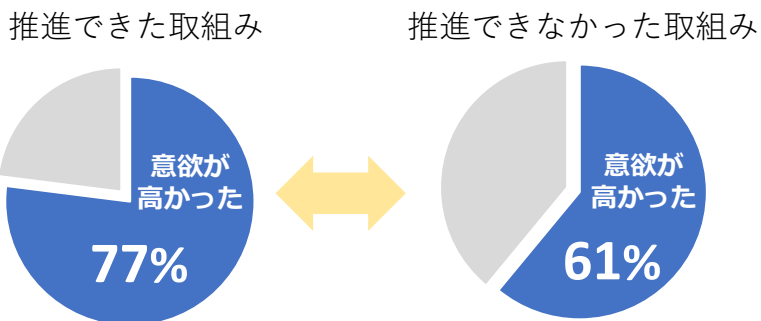 推進できた取組み
推進できなかった取組み
意欲が
高かった
77%
意欲が
高かった
61%